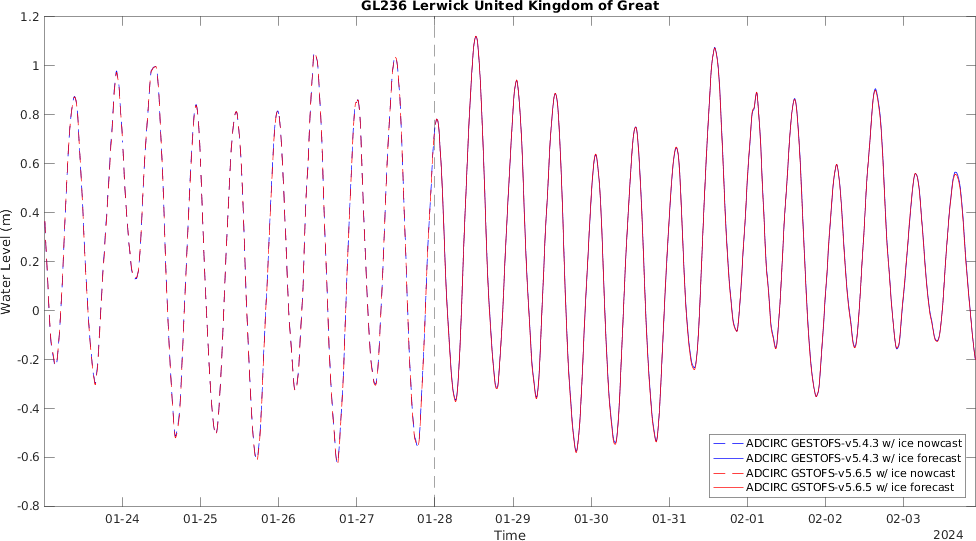 GL236 Lerwick United Kingdom of Great
Water Level (m)
1.2
1
0.8
0.6
0.4
0.2
0
-0.2
-0.4
-0.6
-0.8
01-24 01-25 01-26 01-27 01-28 01-29 01-30 01-31 02-01 02-02 02-03
Time
2024
ADCIRC GESTOFS-v5.4.3 w/ ice nowcast
ADCIRC GESTOFS-v5.4.3 w/ ice forecast
ADCIRC GSTOFS-v5.6.5 w/ ice nowcast
ADCIRC GSTOFS-v5.6.5 w/ ice forecast